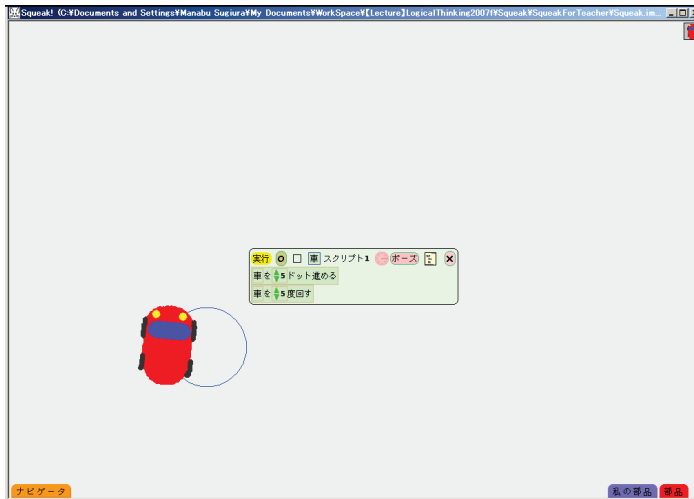 Squeak! (C:¥Documents and Settings¥Manabu Sugiura¥My Documents¥WorkSpace¥【Lecture】LogicalThinking2007f¥Squeak¥SqueakForTeacher¥Squeak.im...
実行 車 スクリプト1 ポーズ
車を 5 ドット進める
車を 5 度回す
ナビゲータ 私の部品 部品